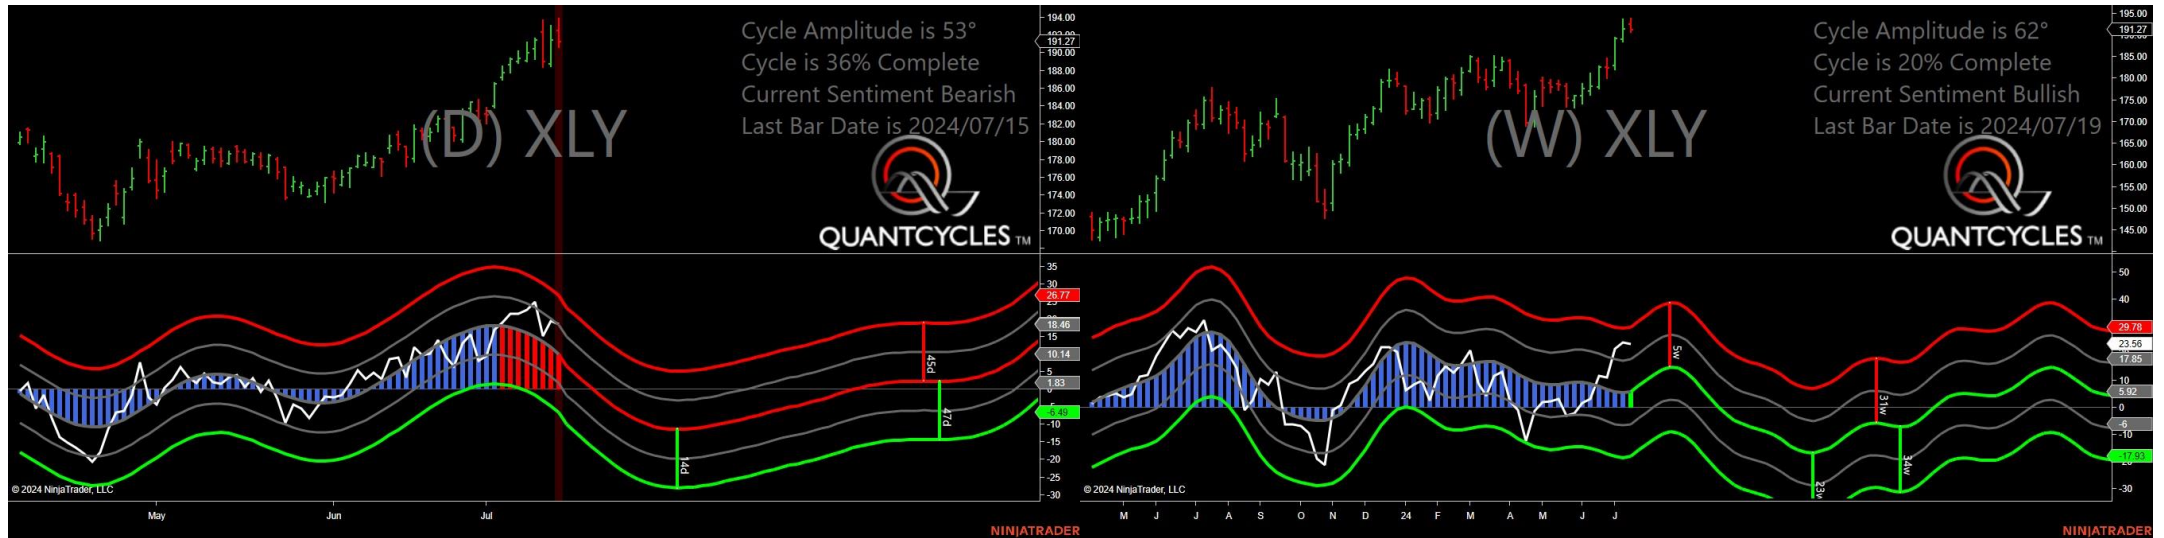 Cycle Amplitude is 53°
Cycle is 36% Complete
Current Sentiment Bearish
Last Bar Date is 2024/07/15
(D) XLY
QUANTCYCLES TM
194.00
191.27
190.00
188.00
186.00
184.00
182.00
180.00
178.00
176.00
174.00
172.00
170.00
35
30
26.77
18.46
15
10.14
5
1.83
-6.49
-10
-15
-20
-25
-30
45d
47d
14d
© 2024 NinjaTrader, LLC
May Jun Jul
NINJATRADER
Cycle Amplitude is 62°
Cycle is 20% Complete
Current Sentiment Bullish
Last Bar Date is 2024/07/19
(W) XLY
QUANTCYCLES TM
195.00
191.27
185.00
180.00
175.00
170.00
165.00
160.00
155.00
150.00
145.00
50
40
29.78
23.56
17.85
10
5.92
0
-6
-10
-17.93
-30
5w
31w
34w
23w
© 2024 NinjaTrader, LLC
M J J A S O N D 24 F M A M J J
NINJATRADER